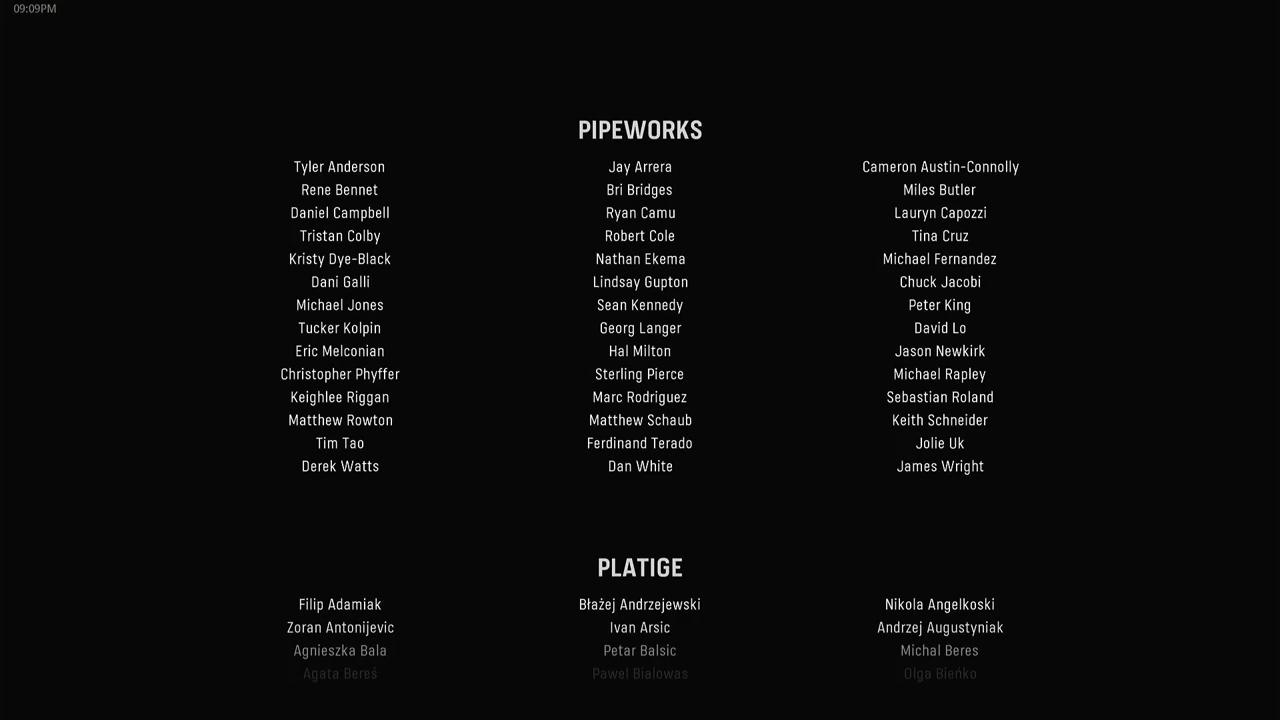 09:09PM
PIPEWORKS
Tyler Anderson Jay Arrera Cameron Austin-Connolly
Rene Bennet Bri Bridges Miles Butler
Daniel Campbell Ryan Camu Lauryn Capozzi
Tristan Colby Robert Cole Tina Cruz
Kristy Dye-Black Nathan Ekema Michael Fernandez
Dani Galli Lindsay Gupton Chuck Jacobi
Michael Jones Sean Kennedy Peter King
Tucker Kolpin Georg Langer David Lo
Eric Melconian Hal Milton Jason Newkirk
Christopher Phyffer Sterling Pierce Michael Rapley
Keighlee Riggan Marc Rodriguez Sebastian Roland
Matthew Rowton Matthew Schaub Keith Schneider
Tim Tao Ferdinand Terado Jolie Uk
Derek Watts Dan White James Wright
PLATIGE
Filip Adamiak Błażej Andrzejewski Nikola Angelkoski
Zoran Antonijevic Ivan Arsic Andrzej Augustyniak
Agnieszka Bala Petar Balsic Michal Beres
Agata Bereś Pawel Bialowas Olga Bieńko